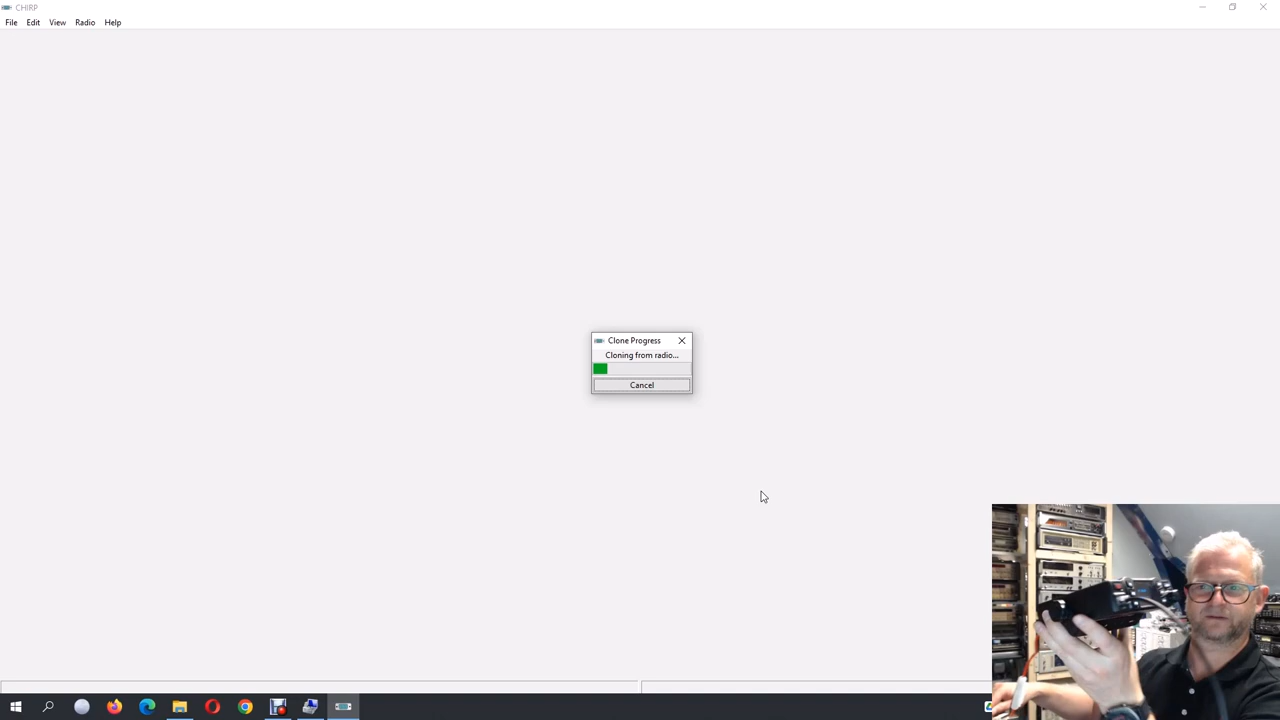 CHIRP
File Edit View Radio Help
Clone Progress
Cloning from radio...
Cancel